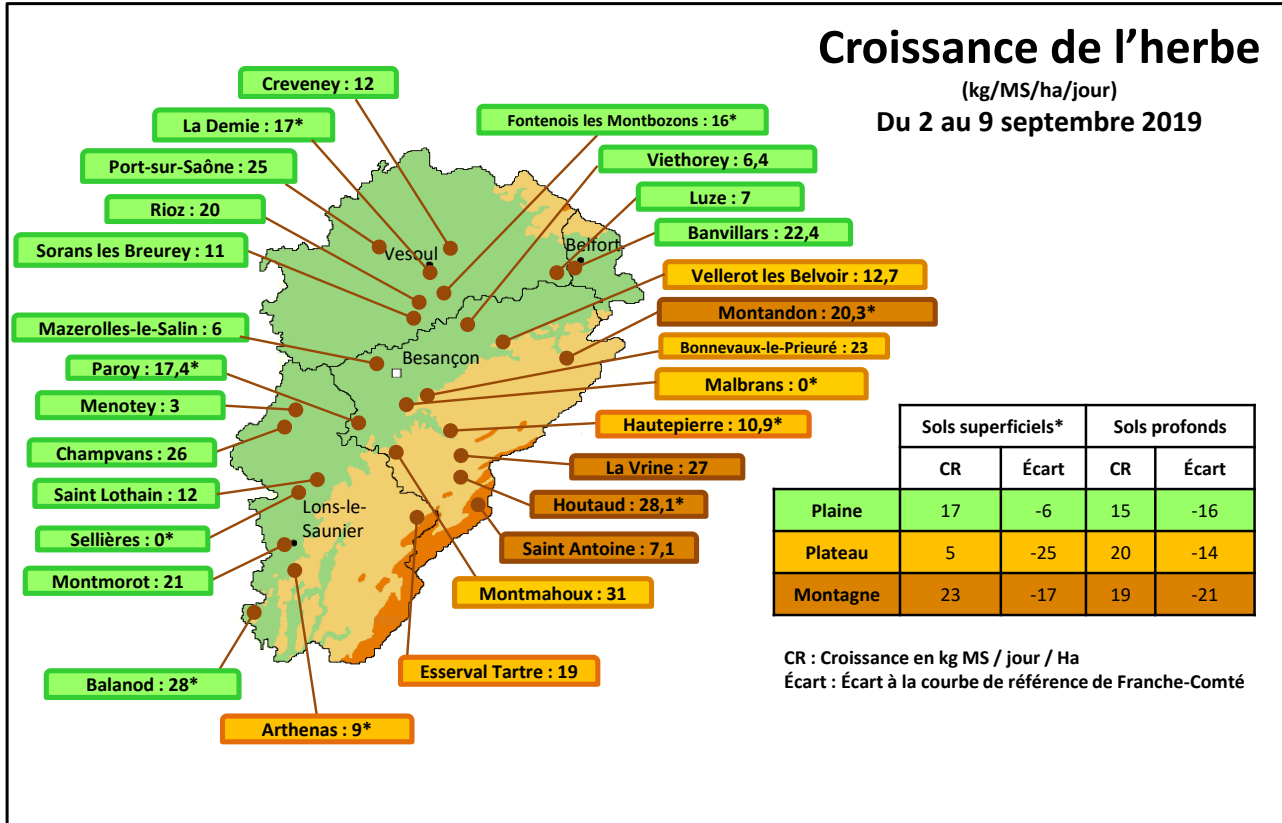 Croissance de l’herbe
(kg/MS/ha/jour)
Du 2 au 9 septembre 2019
Creveney : 12
La Demie : 17*
Port-sur-Saône : 25
Rioz : 20
Sorans les Breurey : 11
Mazerolles-le-Salin : 6
Paroy : 17,4*
Menotey : 3
Champvans : 26
Saint Lothain : 12
Sellières : 0*
Montmorot : 21
Balanod : 28*
Arthenas : 9*
Fontenois les Montbozons : 16*
Viethorey : 6,4
Luze : 7
Banvillars : 22,4
Vellerot les Belvoir : 12,7
Montandon : 20,3*
Bonnevaux-le-Prieuré : 23
Malbrans : 0*
Hautepierre : 10,9*
La Vrine : 27
Houtaud : 28,1*
Saint Antoine : 7,1
Montmahoux : 31
Esserval Tartre : 19
Vesoul
Belfort
Besançon
Lons-le-
Saunier
Sols superficiels* Sols profonds
CR Écart CR Écart
Plaine 17 -6 15 -16
Plateau 5 -25 20 -14
Montagne 23 -17 19 -21
CR : Croissance en kg MS / jour / Ha
Écart : Écart à la courbe de référence de Franche-Comté